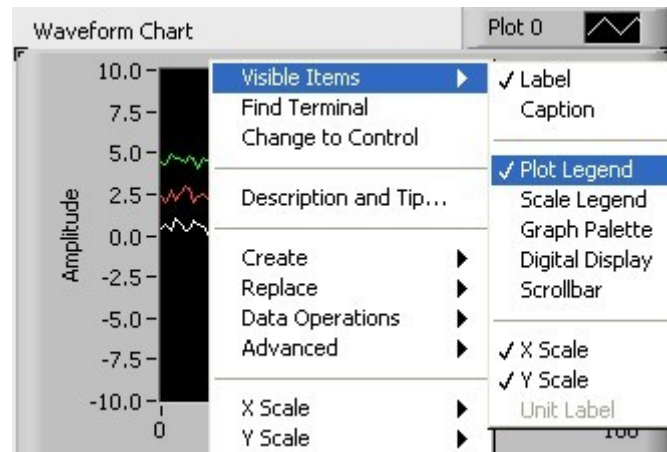 Waveform Chart
Plot 0
10.0
7.5
5.0
2.5
0.0
-2.5
-5.0
-7.5
-10.0
Amplitude
0
100
Visible Items
Find Terminal
Change to Control
Description and Tip...
Create
Replace
Data Operations
Advanced
X Scale
Y Scale
Label
Caption
Plot Legend
Scale Legend
Graph Palette
Digital Display
Scrollbar
X Scale
Y Scale
Unit Label